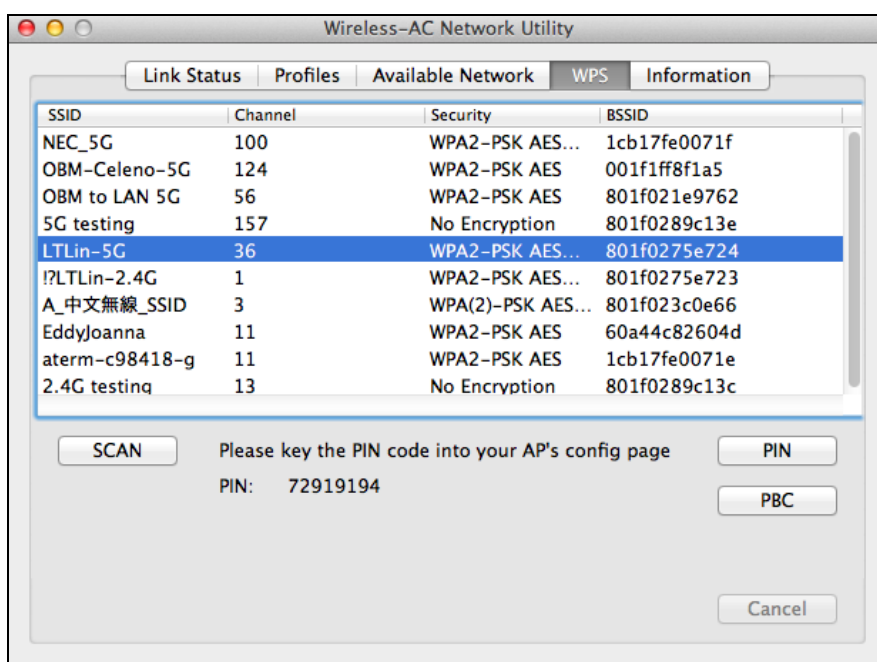 Wireless-AC Network Utility
Link Status Profiles Available Network WPS Information
SSID Channel Security BSSID
NEC_5G 100 WPA2-PSK AES... 1cb17fe0071f
OBM-Celeno-5G 124 WPA2-PSK AES 001f1ff8f1a5
OBM to LAN 5G 56 WPA2-PSK AES 801f021e9762
5G testing 157 No Encryption 801f0289c13e
LTLin-5G 36 WPA2-PSK AES... 801f0275e724
!?LTLin-2.4G 1 WPA2-PSK AES... 801f0275e723
A_中文無線_SSID 3 WPA(2)-PSK AES... 801f023c0e66
EddyJoanna 11 WPA2-PSK AES 60a44c82604d
aterm-c98418-g 11 WPA2-PSK AES 1cb17fe0071e
2.4G testing 13 No Encryption 801f0289c13c
SCAN Please key the PIN code into your AP's config page PIN
PIN: 72919194
PBC
Cancel